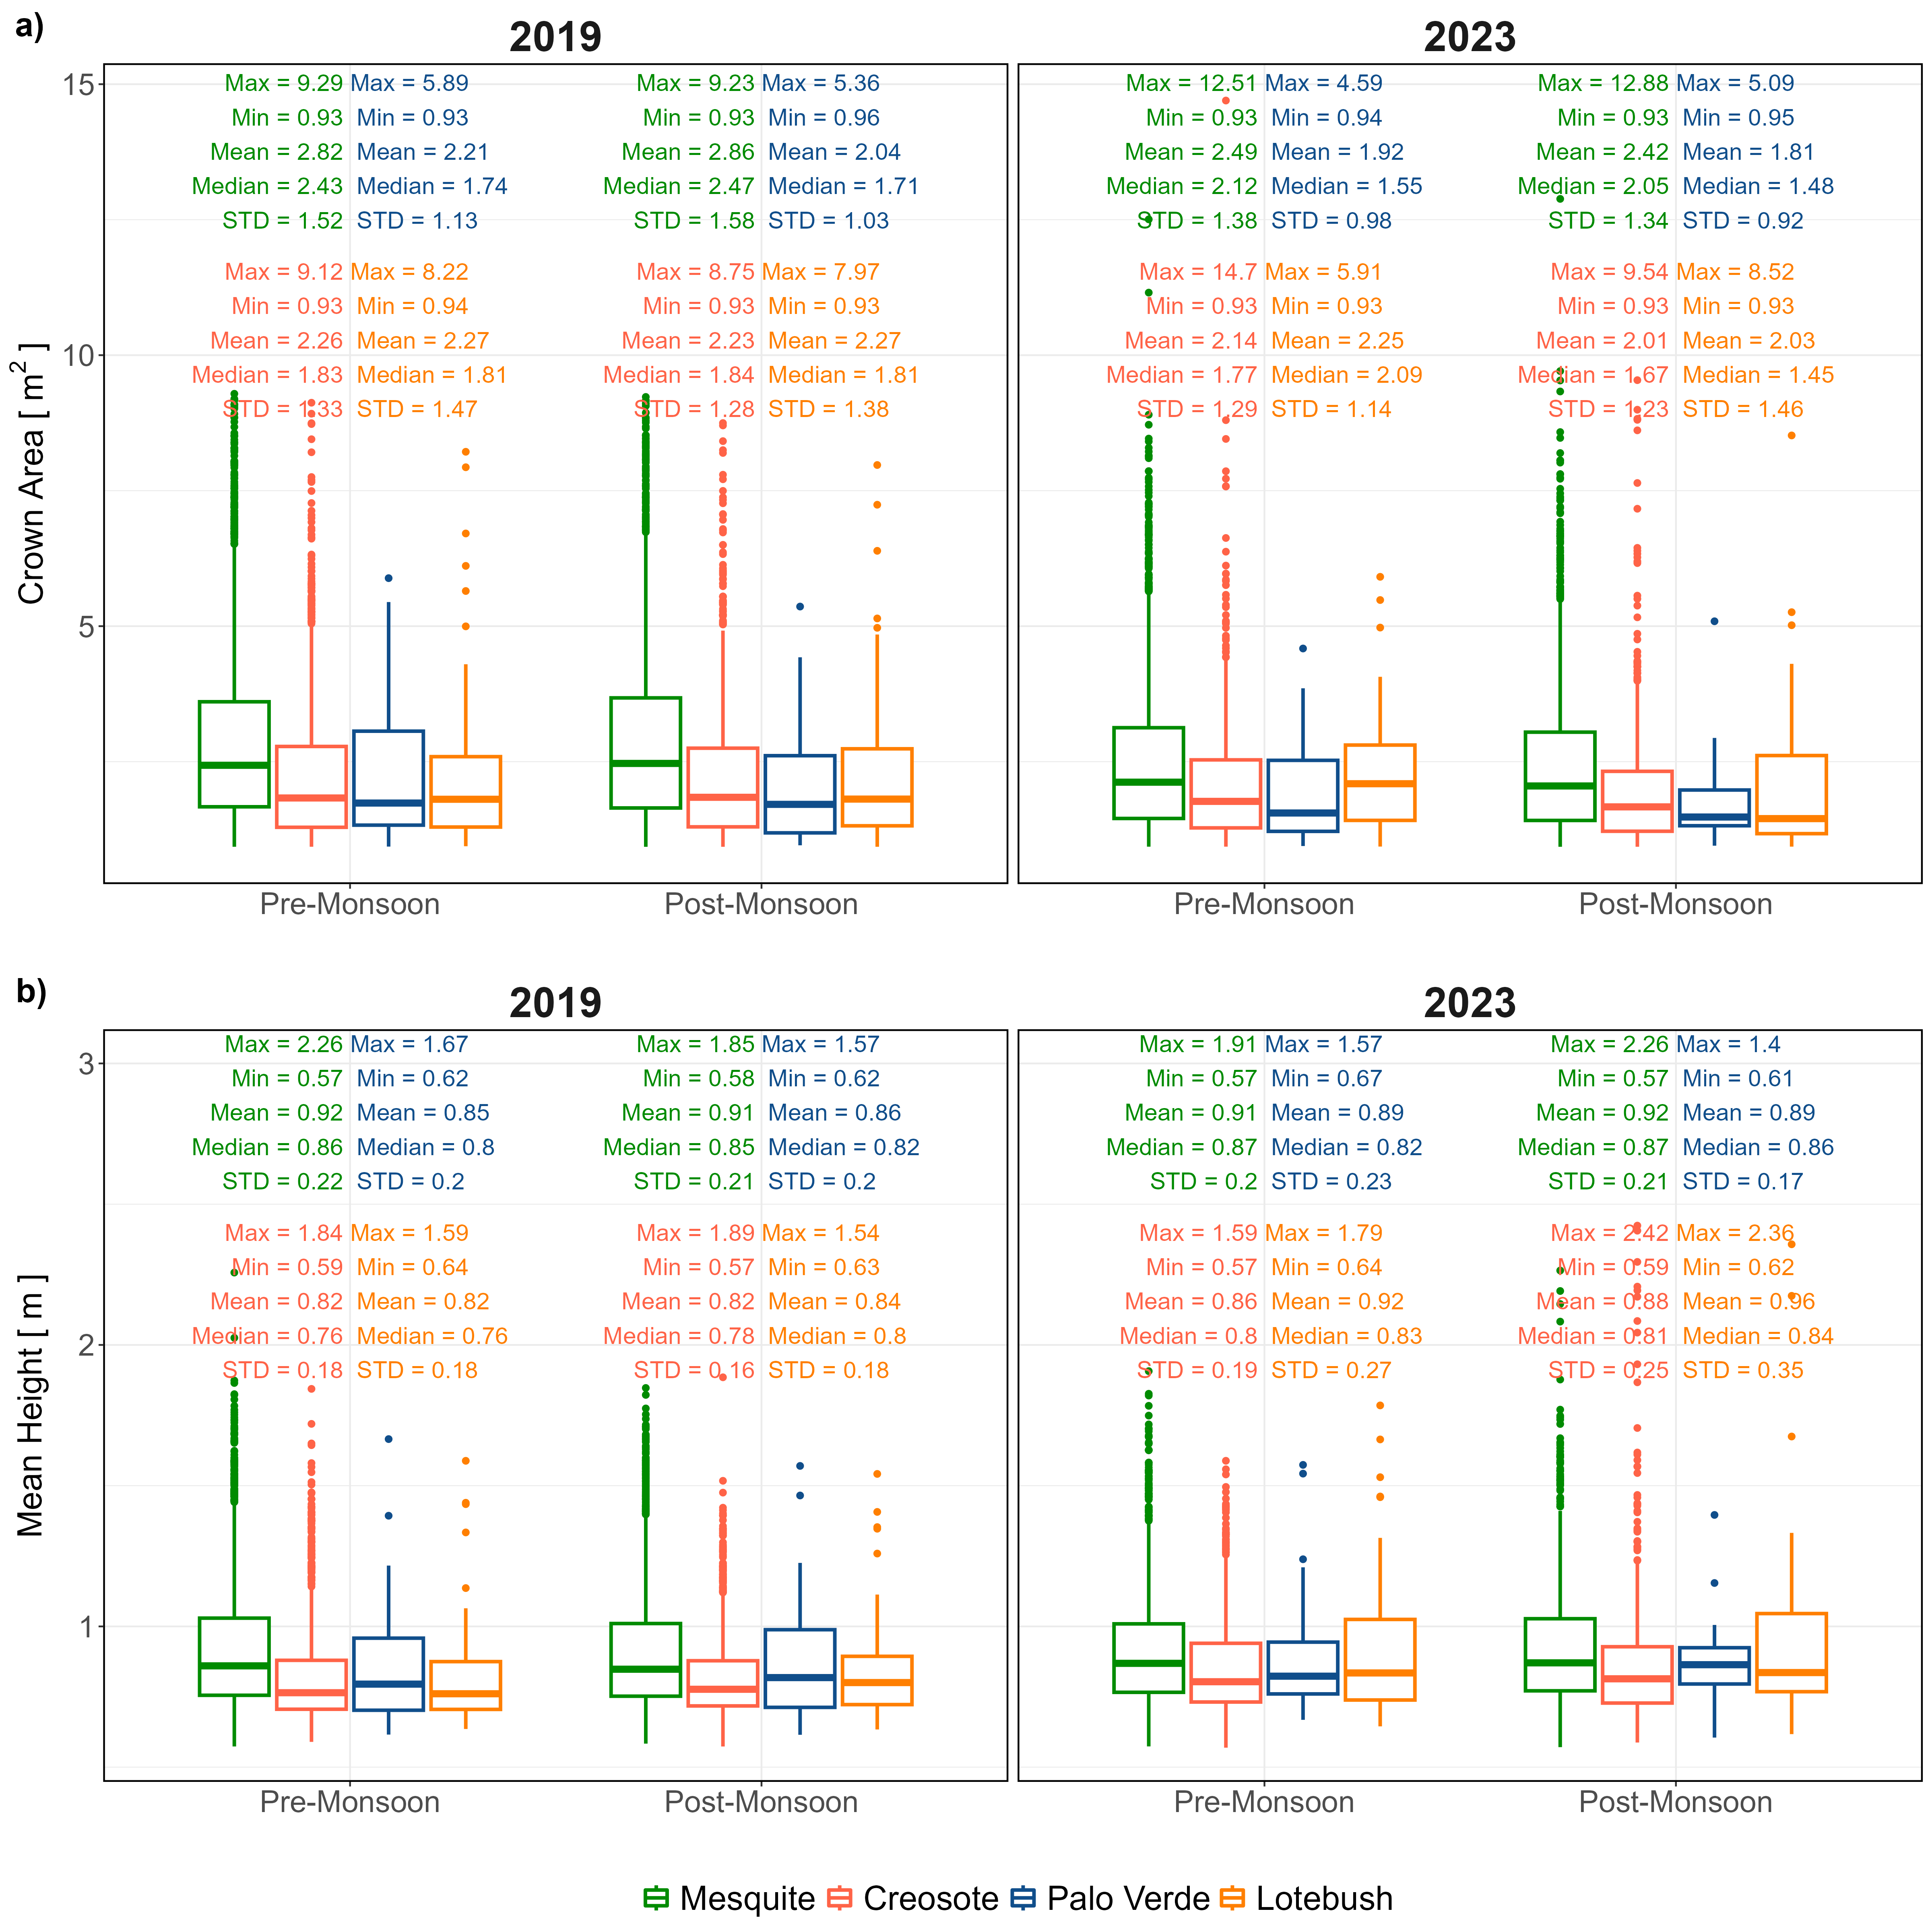 a)
2019 2023
15
10
5
Crown Area [ m2 ]
Max = 9.29 Max = 5.89 Max = 9.23 Max = 5.36 Max = 12.51 Max = 4.59 Max = 12.88 Max = 5.09
Min = 0.93 Min = 0.93 Min = 0.93 Min = 0.96 Min = 0.93 Min = 0.94 Min = 0.93 Min = 0.95
Mean = 2.82 Mean = 2.21 Mean = 2.86 Mean = 2.04 Mean = 2.49 Mean = 1.92 Mean = 2.42 Mean = 1.81
Median = 2.43 Median = 1.74 Median = 2.47 Median = 1.71 Median = 2.12 Median = 1.55 Median = 2.05 Median = 1.48
STD = 1.52 STD = 1.13 STD = 1.58 STD = 1.03 STD = 1.38 STD = 0.98 STD = 1.34 STD = 0.92
Max = 9.12 Max = 8.22 Max = 8.75 Max = 7.97 Max = 14.7 Max = 5.91 Max = 9.54 Max = 8.52
Min = 0.93 Min = 0.94 Min = 0.93 Min = 0.93 Min = 0.93 Min = 0.93 Min = 0.93 Min = 0.93
Mean = 2.26 Mean = 2.27 Mean = 2.23 Mean = 2.27 Mean = 2.14 Mean = 2.25 Mean = 2.01 Mean = 2.03
Median = 1.83 Median = 1.81 Median = 1.84 Median = 1.81 Median = 1.77 Median = 2.09 Median = 1.67 Median = 1.45
STD = 1.33 STD = 1.47 STD = 1.28 STD = 1.38 STD = 1.29 STD = 1.14 STD = 1.23 STD = 1.46
Pre-Monsoon Post-Monsoon Pre-Monsoon Post-Monsoon
b)
2019 2023
3
2
1
Mean Height [ m ]
Max = 2.26 Max = 1.67 Max = 1.85 Max = 1.57 Max = 1.91 Max = 1.57 Max = 2.26 Max = 1.4
Min = 0.57 Min = 0.62 Min = 0.58 Min = 0.62 Min = 0.57 Min = 0.67 Min = 0.57 Min = 0.61
Mean = 0.92 Mean = 0.85 Mean = 0.91 Mean = 0.86 Mean = 0.91 Mean = 0.89 Mean = 0.92 Mean = 0.89
Median = 0.86 Median = 0.8 Median = 0.85 Median = 0.82 Median = 0.87 Median = 0.82 Median = 0.87 Median = 0.86
STD = 0.22 STD = 0.2 STD = 0.21 STD = 0.2 STD = 0.2 STD = 0.23 STD = 0.21 STD = 0.17
Max = 1.84 Max = 1.59 Max = 1.89 Max = 1.54 Max = 1.59 Max = 1.79 Max = 2.42 Max = 2.36
Min = 0.59 Min = 0.64 Min = 0.57 Min = 0.63 Min = 0.57 Min = 0.64 Min = 0.59 Min = 0.62
Mean = 0.82 Mean = 0.82 Mean = 0.82 Mean = 0.84 Mean = 0.86 Mean = 0.92 Mean = 0.88 Mean = 0.96
Median = 0.76 Median = 0.76 Median = 0.78 Median = 0.8 Median = 0.8 Median = 0.83 Median = 0.81 Median = 0.84
STD = 0.18 STD = 0.18 STD = 0.16 STD = 0.18 STD = 0.19 STD = 0.27 STD = 0.25 STD = 0.35
Pre-Monsoon Post-Monsoon Pre-Monsoon Post-Monsoon
Mesquite Creosote Palo Verde Lotebush